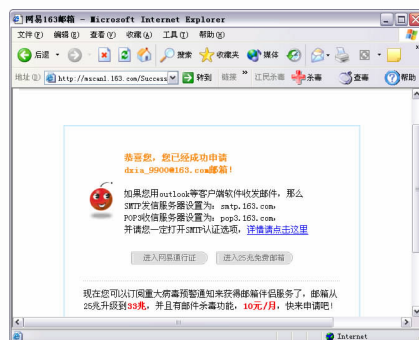 网易163邮箱 - Microsoft Internet Explorer
文件(F) 编辑(E) 查看(V) 收藏(A) 工具(T) 帮助(H)
后退 搜索 收藏夹 媒体
地址(D) http://mscan1.163.com/Success 转到 链接 » 江民杀毒 杀毒 查毒 帮助
恭喜您，您已经成功申请
dxia_9900@163.com邮箱！
如果您用outlook等客户端软件收发邮件，那么
SMTP发信服务器设置为：smtp.163.com，
POP3收信服务器设置为：pop3.163.com，
并请您一定打开SMTP认证选项，详情请点击这里
进入网易通行证 进入25兆免费邮箱
现在您可以订阅重大病毒预警通知来获得邮箱伴侣服务了，邮箱从
25兆升级到33兆，并且有邮件杀毒功能，10元/月，快来申请吧！
Internet